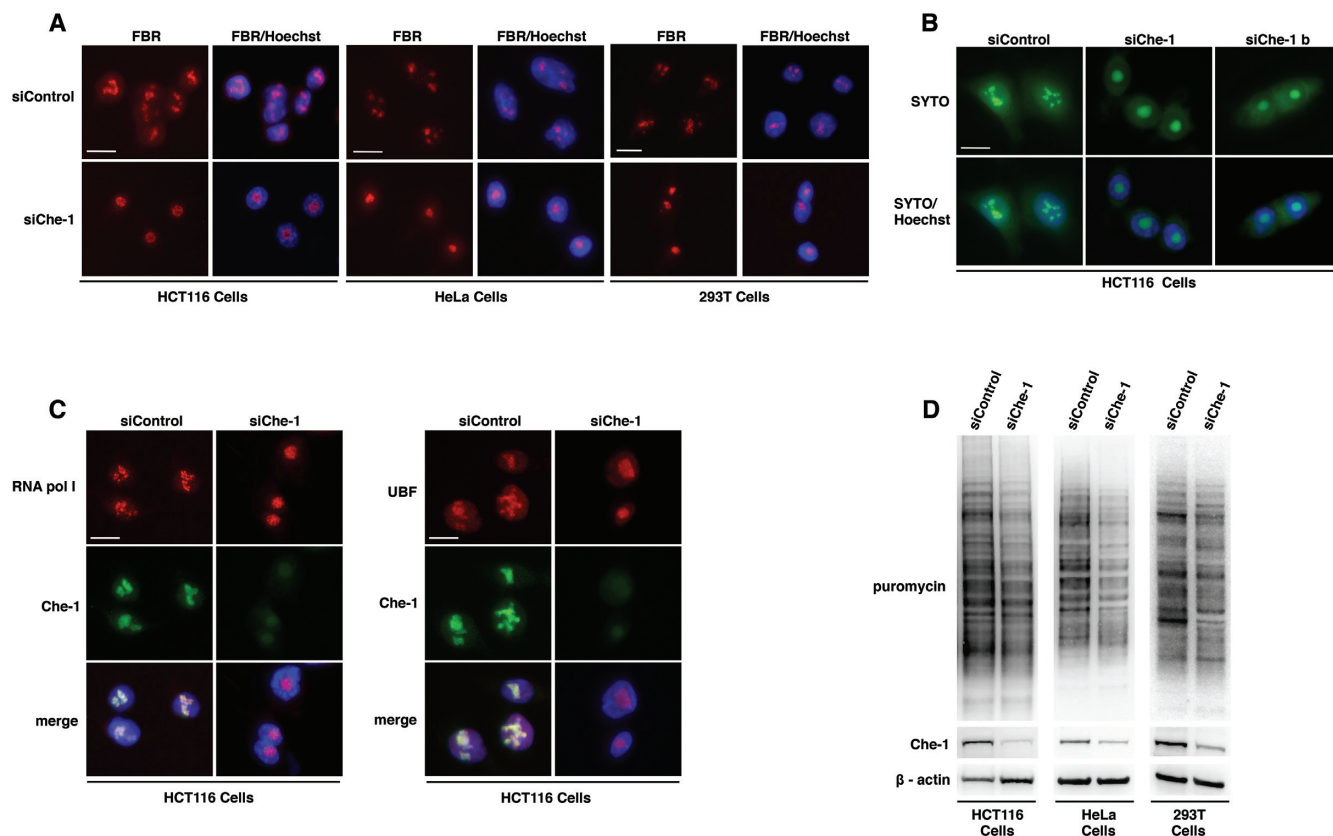 A
FBR
FBR/Hoechst
FBR
FBR/Hoechst
FBR
FBR/Hoechst
siControl
siChe-1
HCT116 Cells
HeLa Cells
293T Cells
B
siControl
siChe-1
siChe-1 b
SYTO
SYTO/
Hoechst
HCT116 Cells
C
siControl
siChe-1
RNA pol I
Che-1
merge
HCT116 Cells
siControl
siChe-1
UBF
Che-1
merge
HCT116 Cells
D
siControl
siChe-1
siControl
siChe-1
siControl
siChe-1
puromycin
Che-1
β - actin
HCT116
Cells
HeLa
Cells
293T
Cells